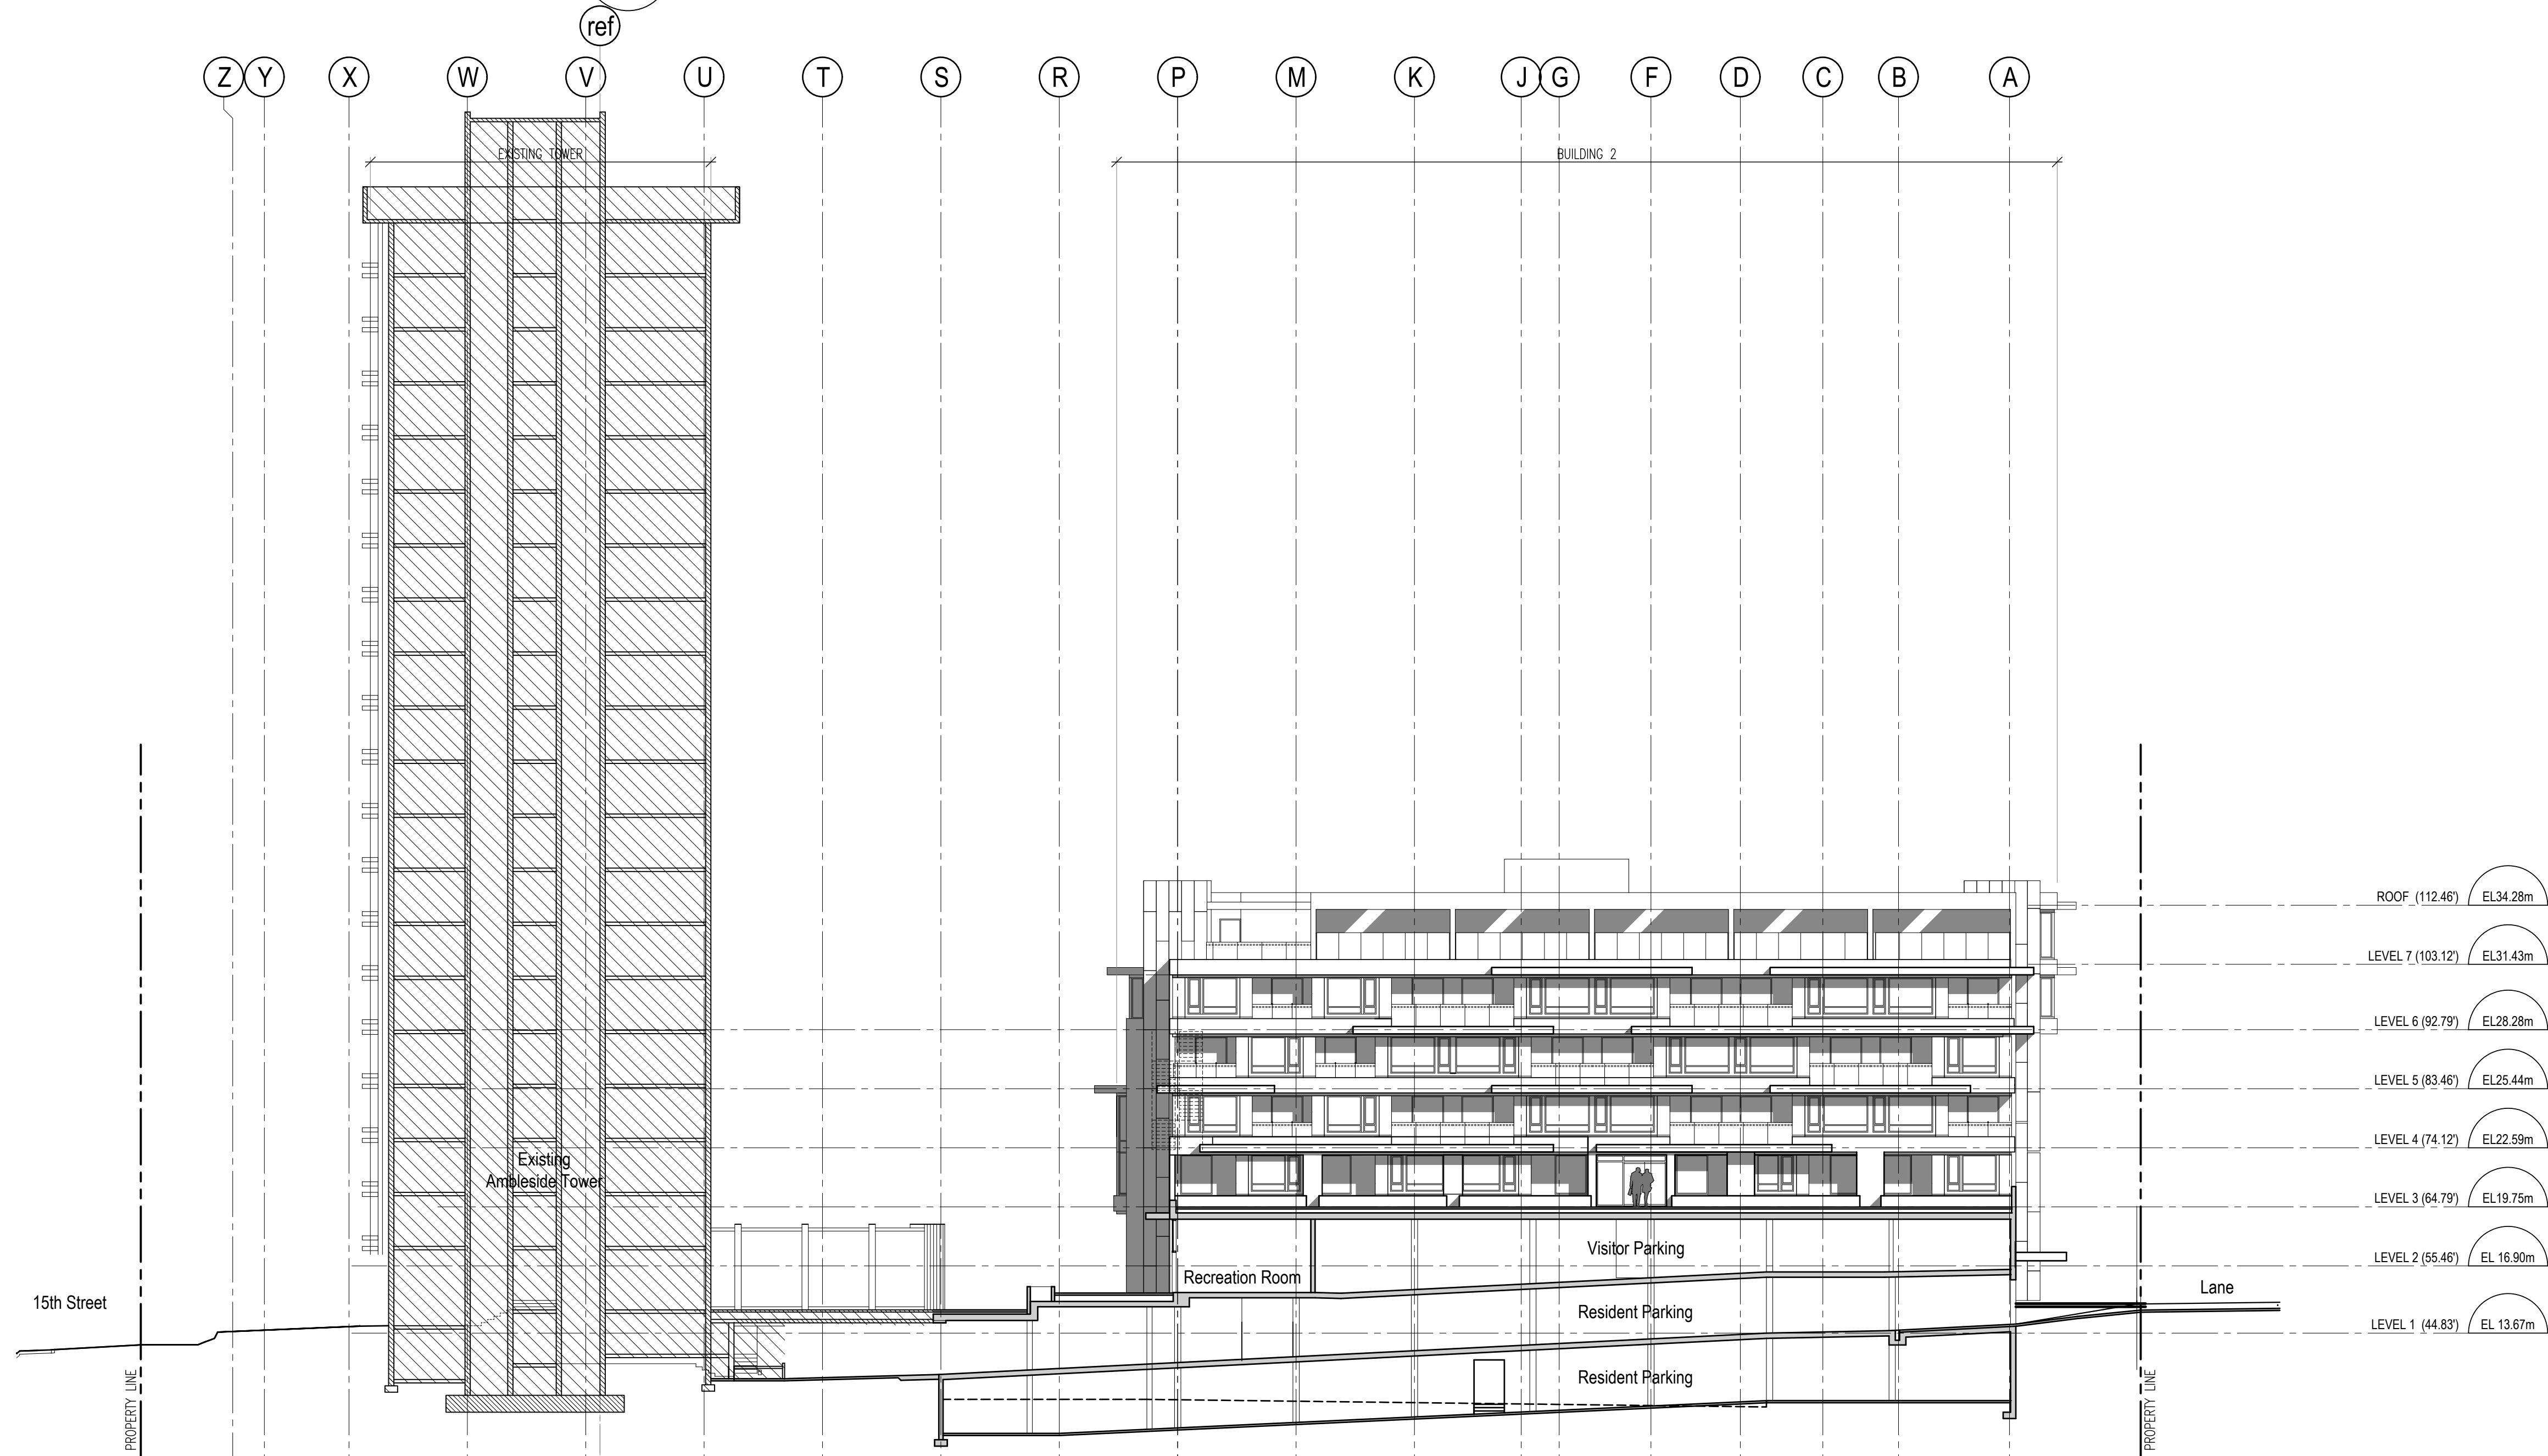 ref
Z Y X W V U T S R P M K J G F D C B A
EXISTING TOWER
BUILDING 2
ROOF (112.46') EL34.28m
LEVEL 7 (103.12') EL31.43m
LEVEL 6 (92.79') EL28.28m
LEVEL 5 (83.46') EL25.44m
LEVEL 4 (74.12') EL22.59m
Existing
Ambleside Tower
LEVEL 3 (64.79') EL19.75m
Visitor Parking
LEVEL 2 (55.46') EL 16.90m
Recreation Room
15th Street
Lane
Resident Parking
LEVEL 1 (44.83') EL 13.67m
Resident Parking
PROPERTY LINE
PROPERTY LINE